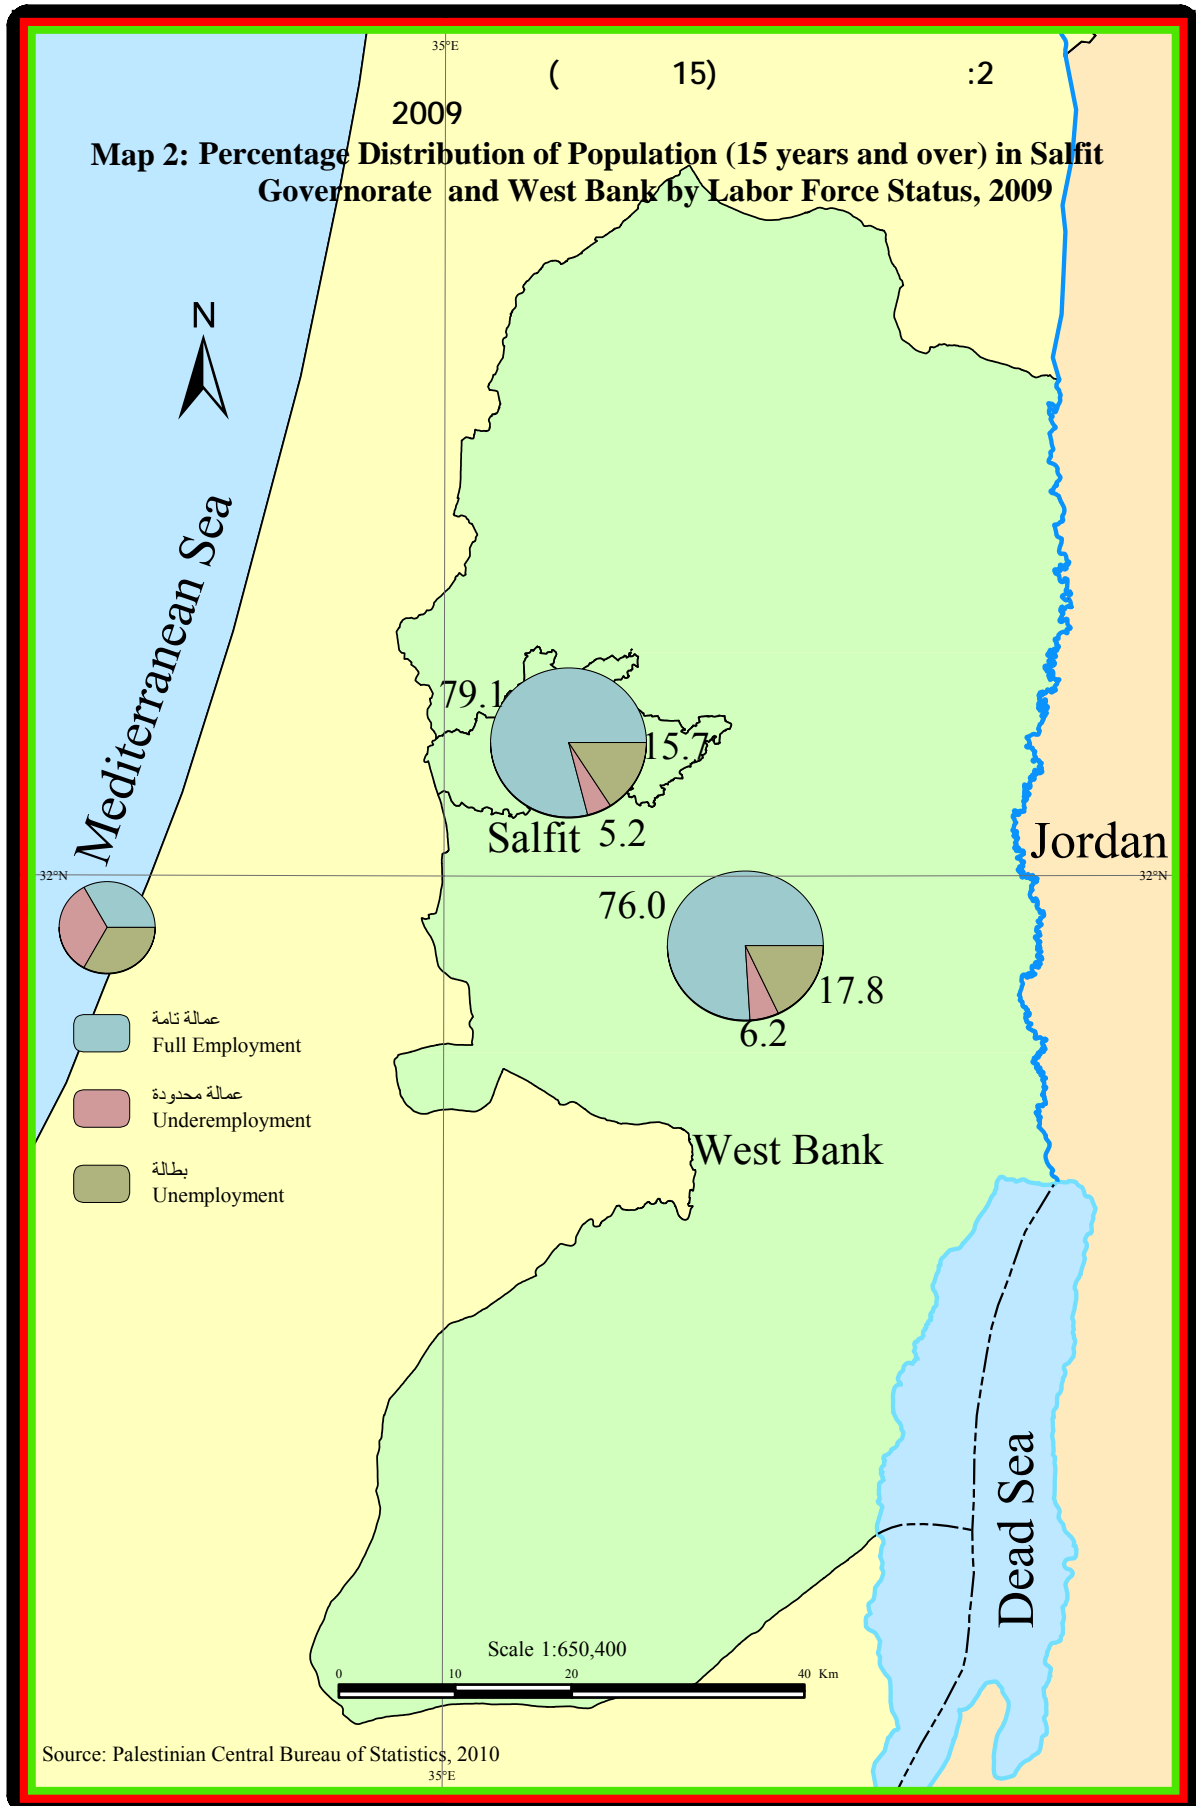 35°E
( 15) :2
2009
Map 2: Percentage Distribution of Population (15 years and over) in Salfit
Governorate and West Bank by Labor Force Status, 2009
N
Mediterranean Sea
79.1
15.7
Salfit 5.2
Jordan
32°N
32°N
76.0
17.8
6.2
عمالة تامة
Full Employment
عمالة محدودة
Underemployment
بطالة
Unemployment
West Bank
Dead Sea
Scale 1:650,400
0 10 20 40 Km
Source: Palestinian Central Bureau of Statistics, 2010
35°E